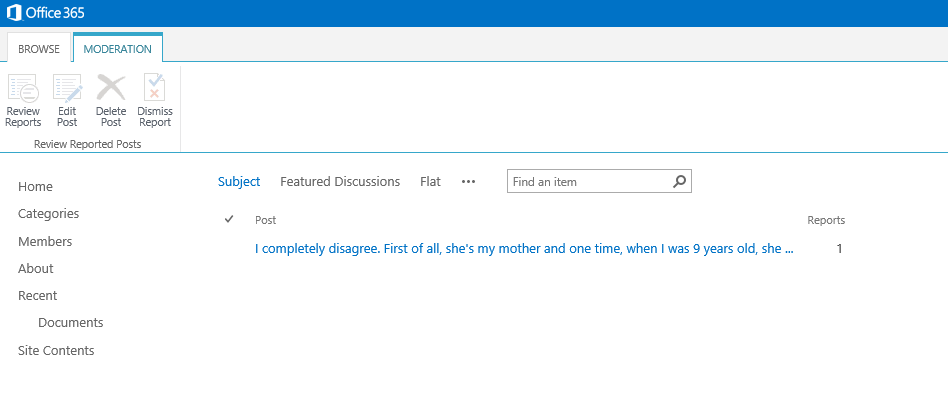 Office 365
BROWSE MODERATION
Review Reports
Edit Post
Delete Post
Dismiss Report
Review Reported Posts
Home
Categories
Members
About
Recent
Documents
Site Contents
Subject Featured Discussions Flat ••• Find an item
Post Reports
I completely disagree. First of all, she's my mother and one time, when I was 9 years old, she ... 1